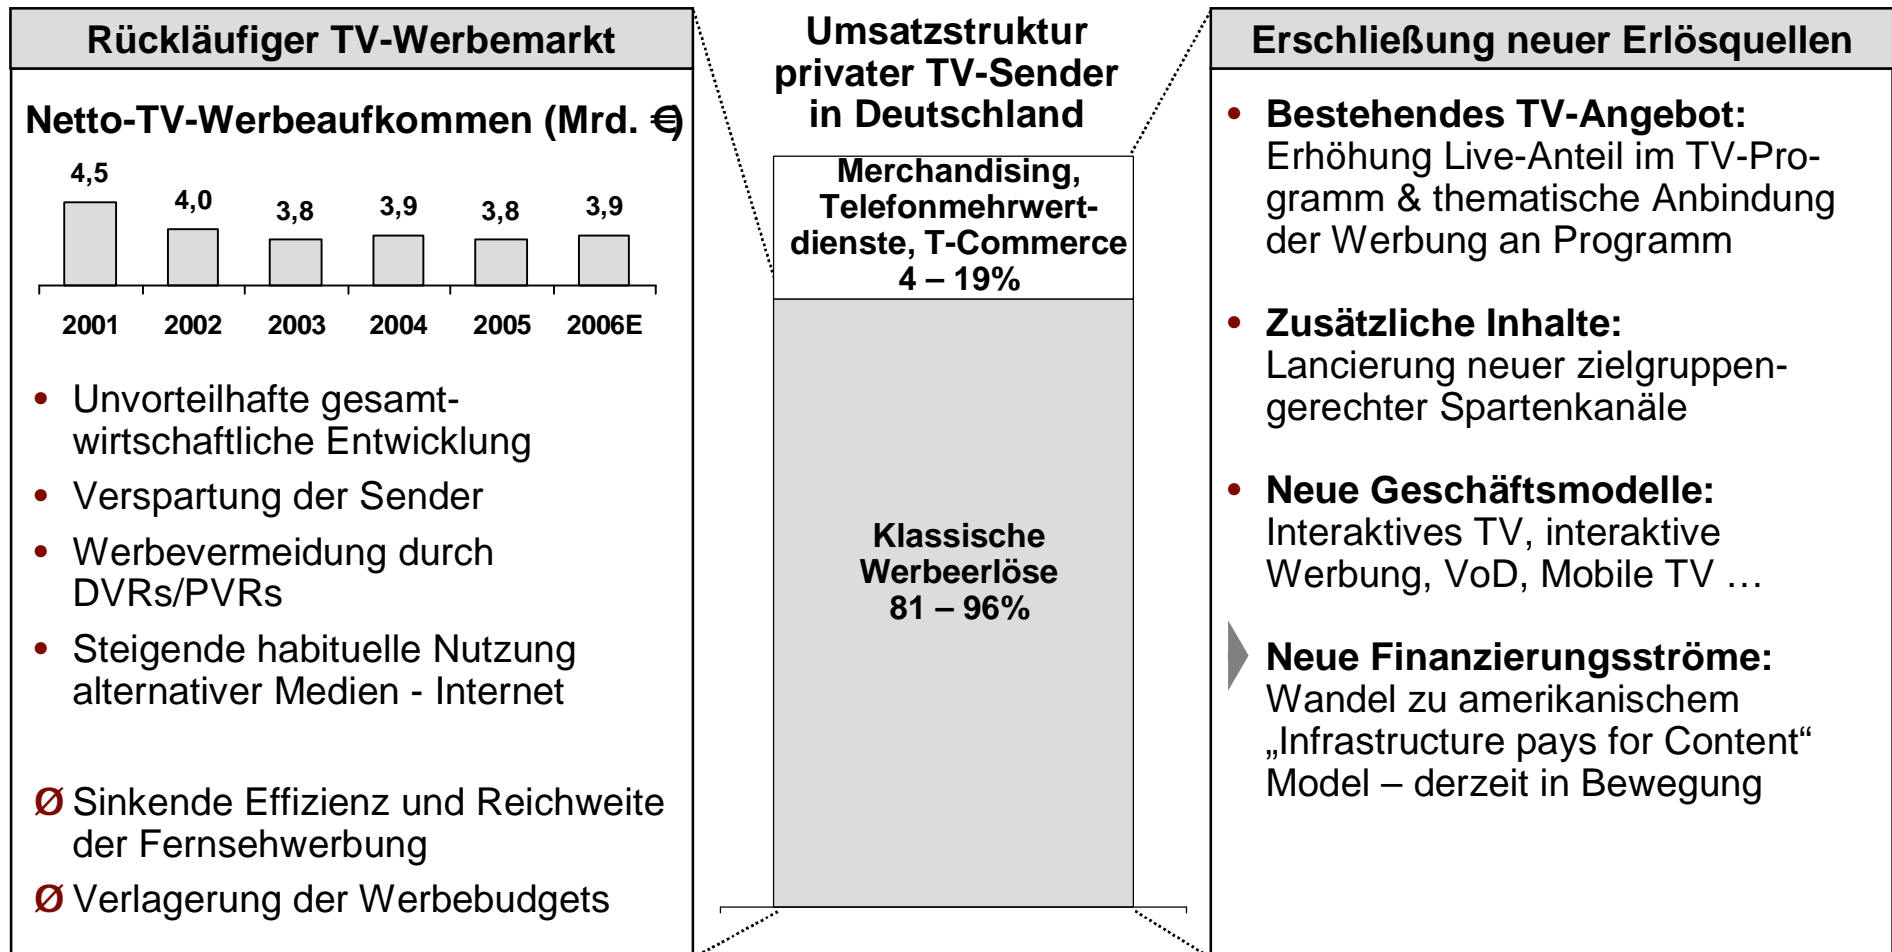 Rückläufiger TV-Werbemarkt
Netto-TV-Werbeaufkommen (Mrd. €)
4,5
4,0
3,8
3,9
3,8
3,9
2001
2002
2003
2004
2005
2006E
• Unvorteilhafte gesamt-
wirtschaftliche Entwicklung
• Verspartung der Sender
• Werbevermeidung durch
DVRs/PVRs
• Steigende habituelle Nutzung
alternativer Medien - Internet
Ø Sinkende Effizienz und Reichweite
der Fernsehwerbung
Ø Verlagerung der Werbebudgets
Umsatzstruktur
privater TV-Sender
in Deutschland
Merchandising,
Telefonmehrwert-
dienste, T-Commerce
4 – 19%
Klassische
Werbeerlöse
81 – 96%
Erschließung neuer Erlösquellen
• Bestehendes TV-Angebot:
Erhöhung Live-Anteil im TV-Pro-
gramm & thematische Anbindung
der Werbung an Programm
• Zusätzliche Inhalte:
Lancierung neuer zielgruppen-
gerechter Spartenkanäle
• Neue Geschäftsmodelle:
Interaktives TV, interaktive
Werbung, VoD, Mobile TV …
Neue Finanzierungsströme:
Wandel zu amerikanischem
„Infrastructure pays for Content“
Model – derzeit in Bewegung